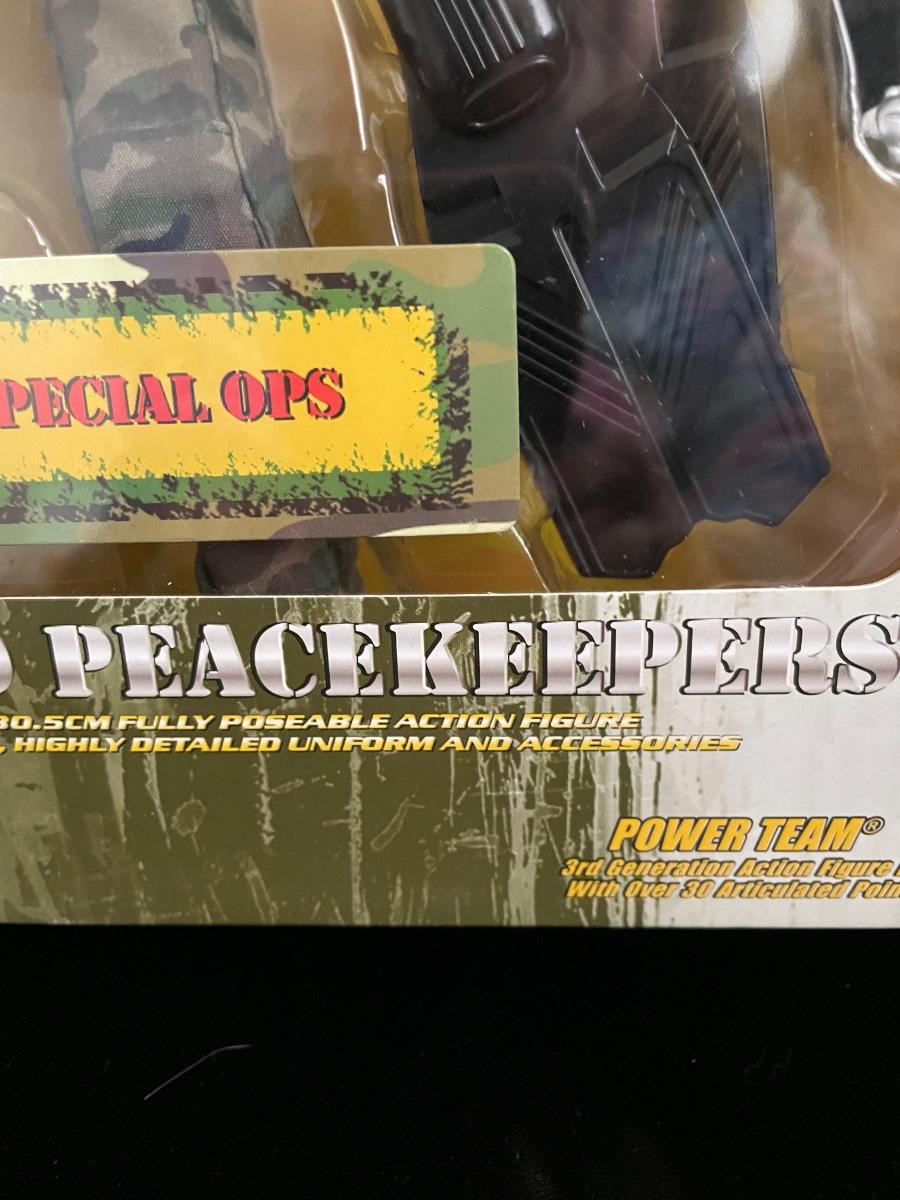 PECIAL OPS
PEACEKEEPERS
30.5CM FULLY POSEABLE ACTION FIGURE
, HIGHLY DETAILED UNIFORM AND ACCESSORIES
POWER TEAM®
3rd Generation Action Figure
With Over 30 Articulated Poin